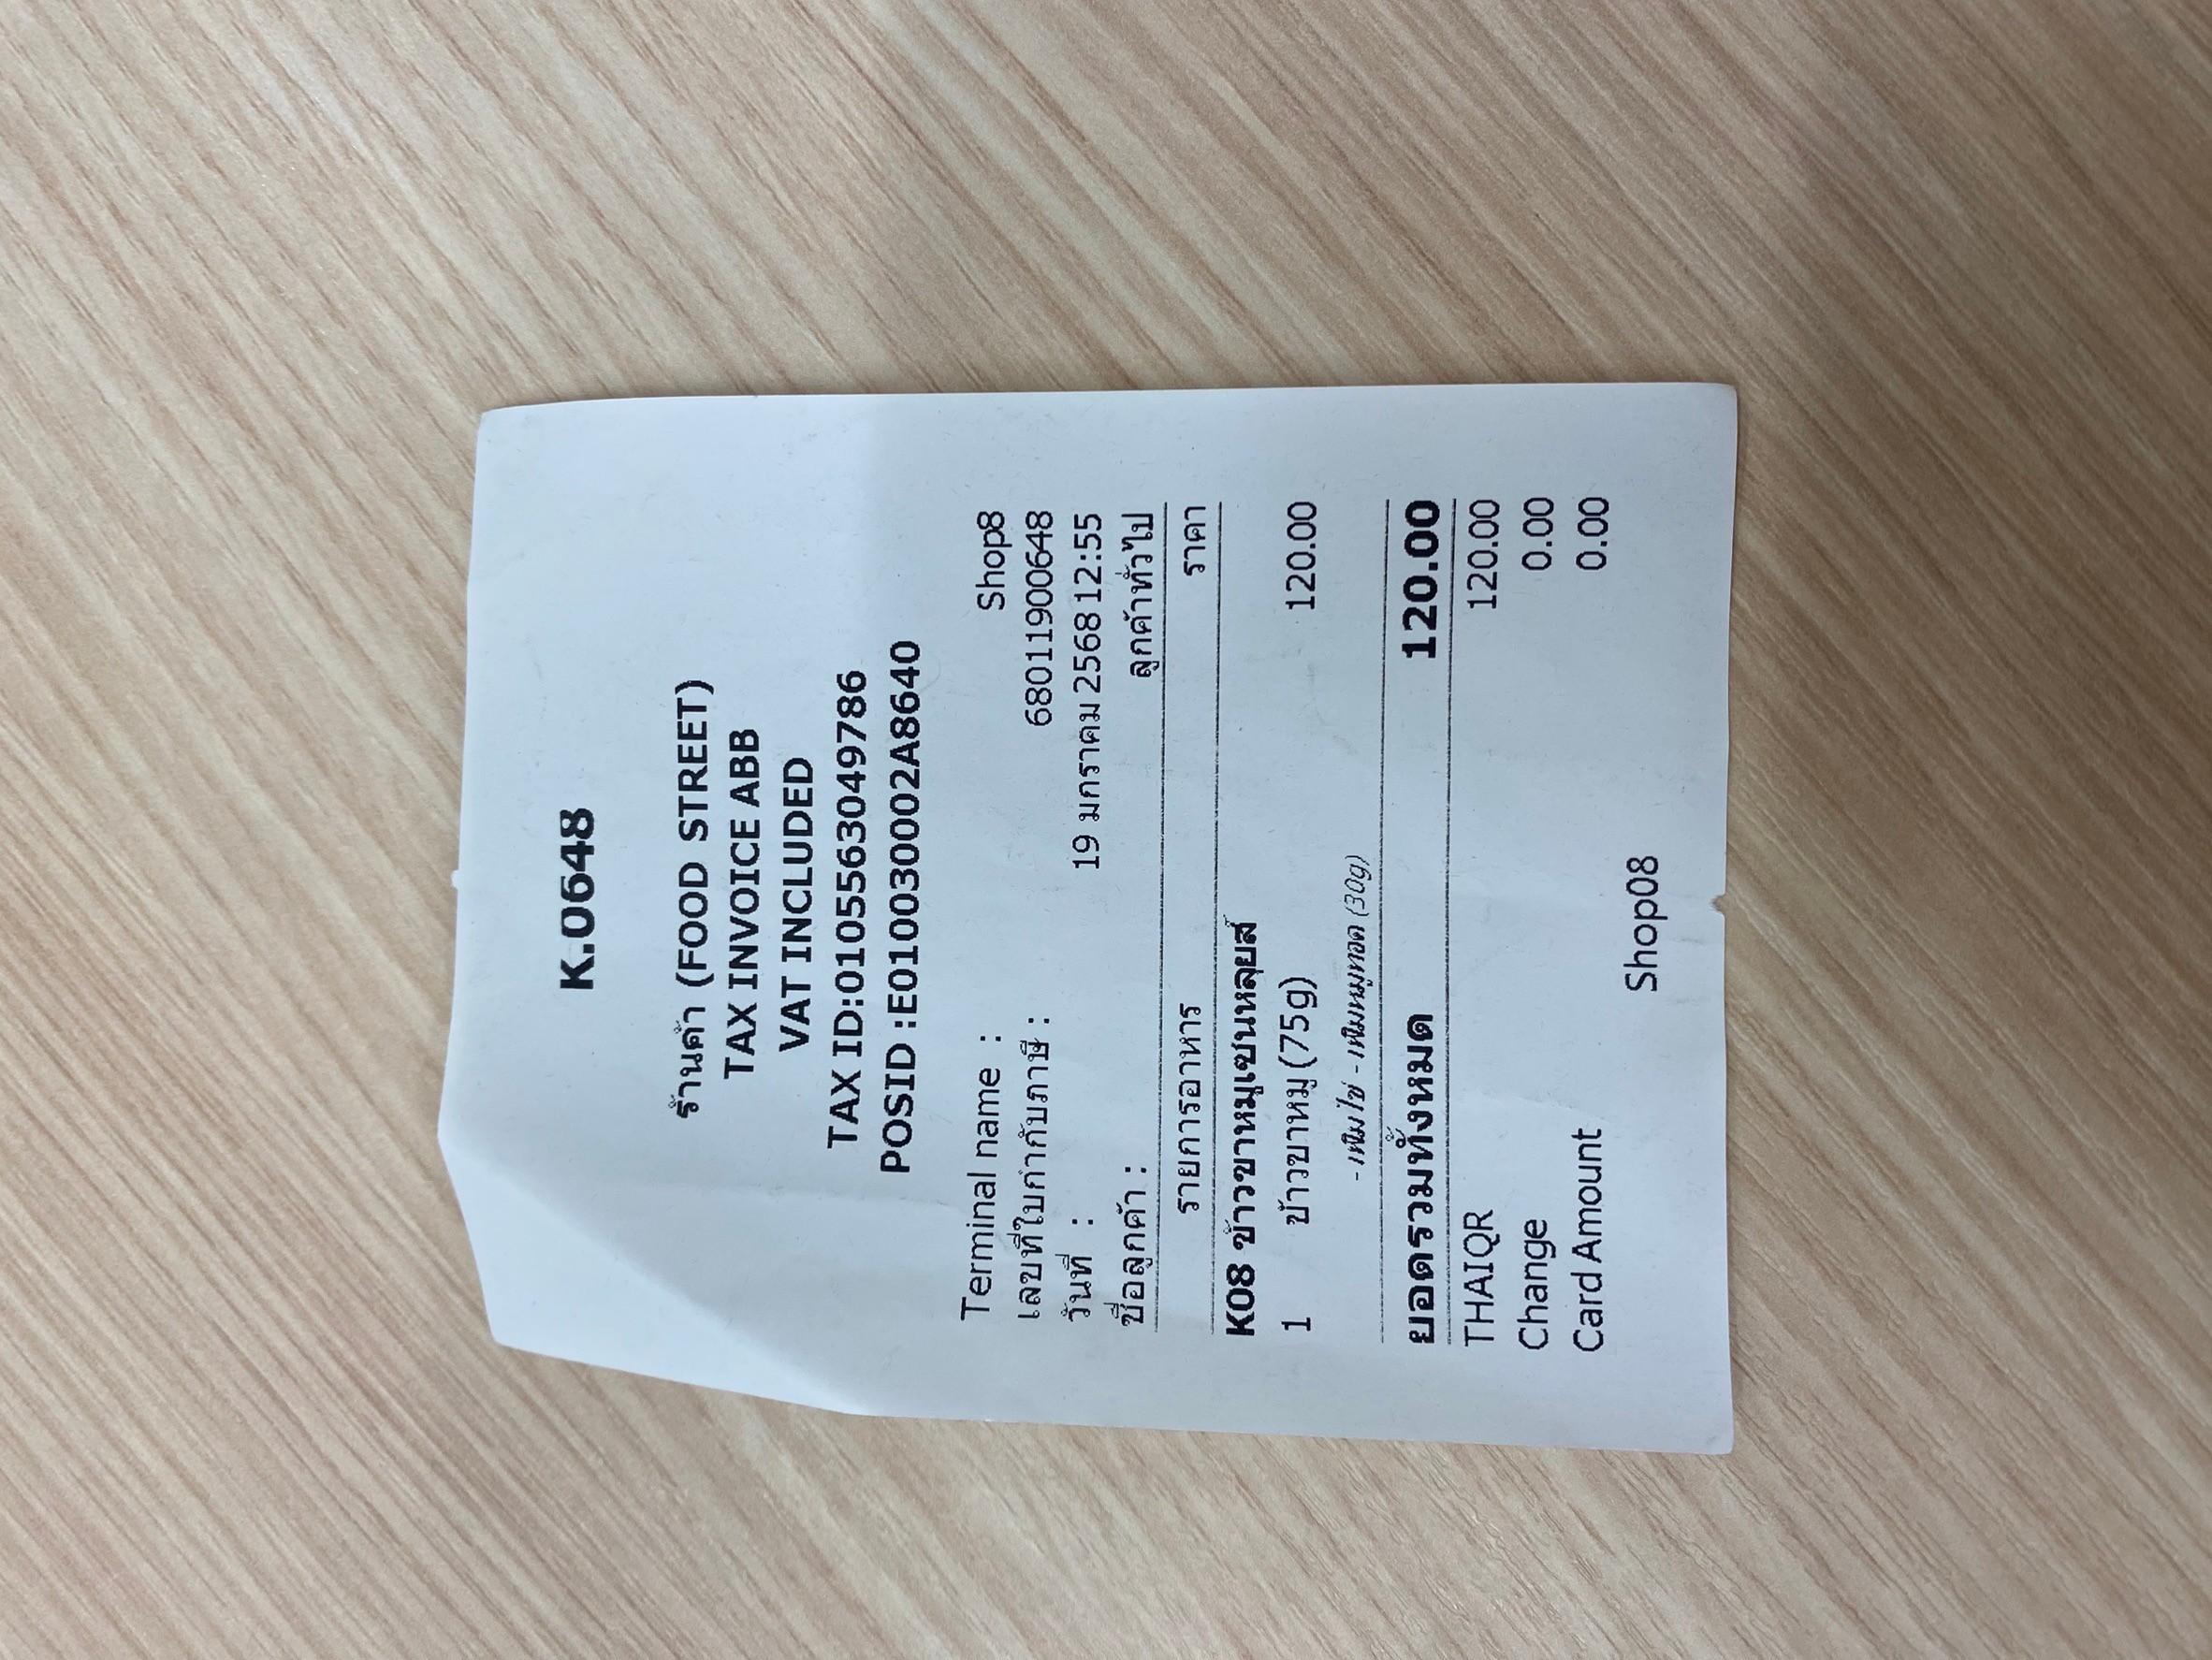 K.0648
ร้านค้า (FOOD STREET)
TAX INVOICE ABB
VAT INCLUDED
TAX ID:0105563049786
POSID :E010030002A8640
Terminal name : Shop8
เลขที่ใบกำกับภาษี : 68011900648
วันที่ : 19 มกราคม 2568 12:55
ชื่อลูกค้า : ลูกค้าทั่วไป
รายการอาหาร ราคา
K08 ข้าวขาหมูเซนหลุยส์
1 ข้าวขาหมู (75g) 120.00
- เพิ่มไข่ - เพิ่มหมูทอด (30g)
ยอดรวมทั้งหมด 120.00
THAIQR 120.00
Change 0.00
Card Amount 0.00
Shop08